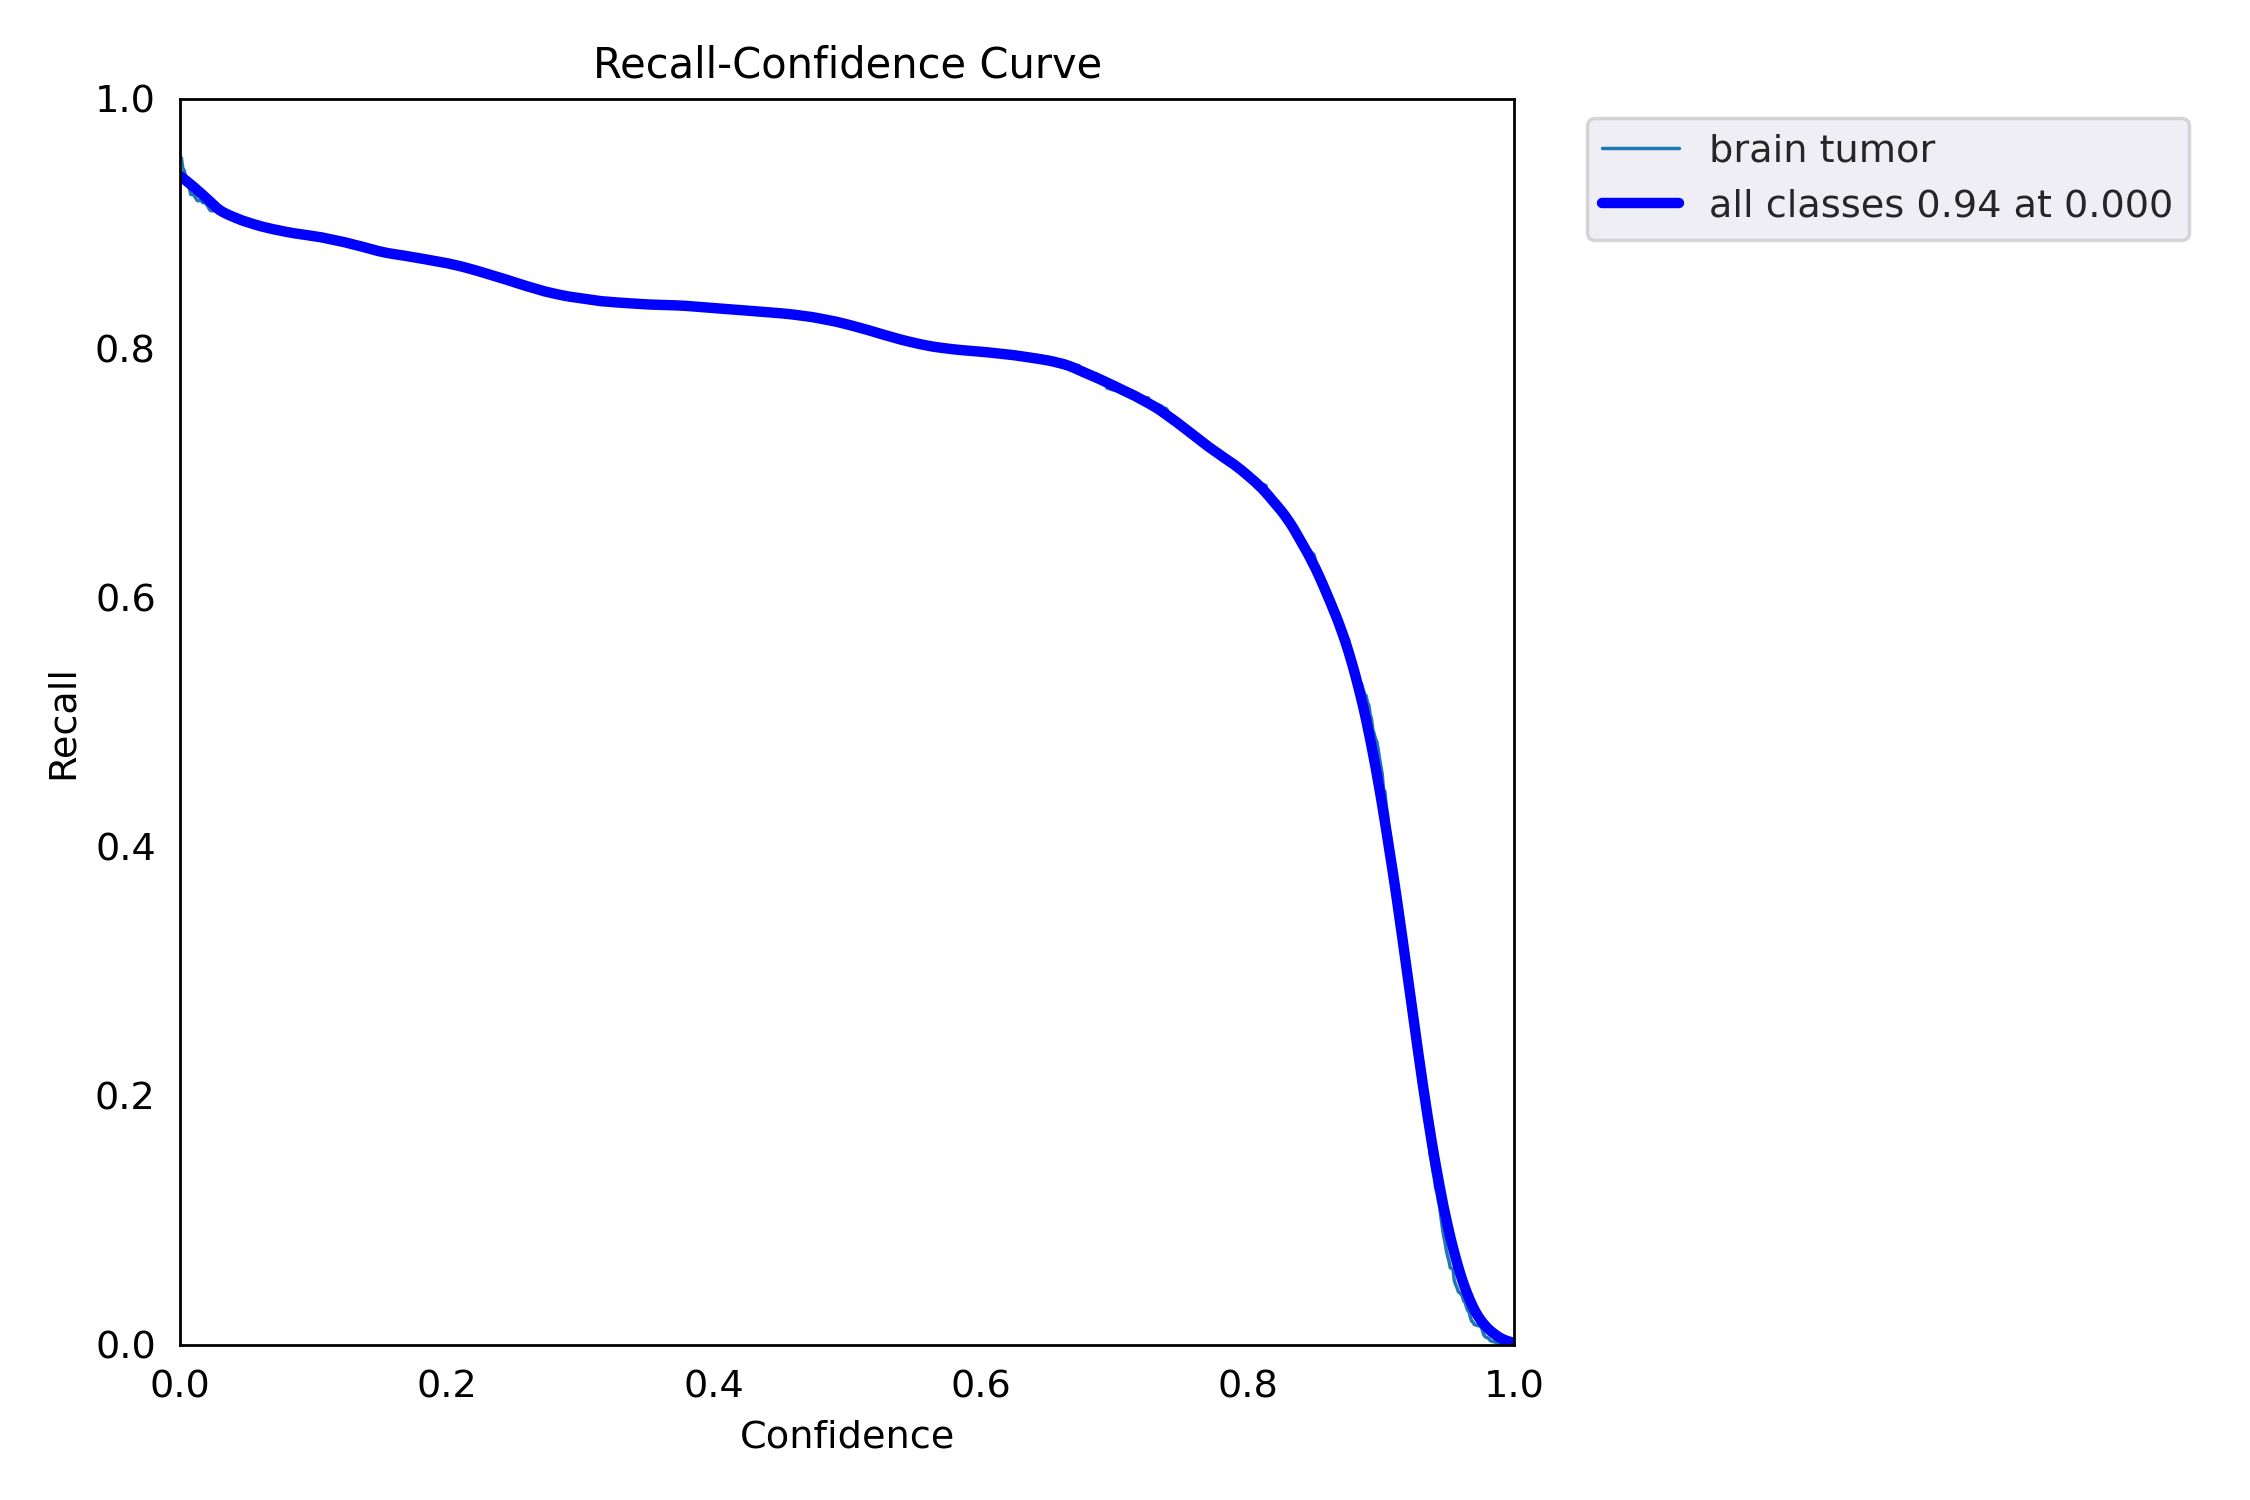 Recall-Confidence Curve
1.0
0.8
0.6
0.4
0.2
0.0
Recall
0.0 0.2 0.4 0.6 0.8 1.0
Confidence
brain tumor
all classes 0.94 at 0.000